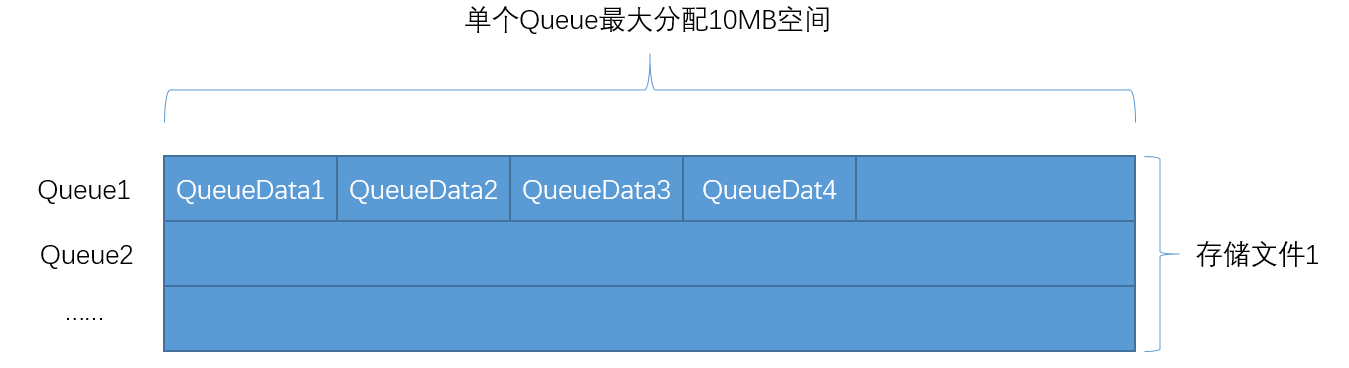 单个Queue最大分配10MB空间
Queue1 QueueData1 QueueData2 QueueData3 QueueDat4
Queue2
存储文件1
……